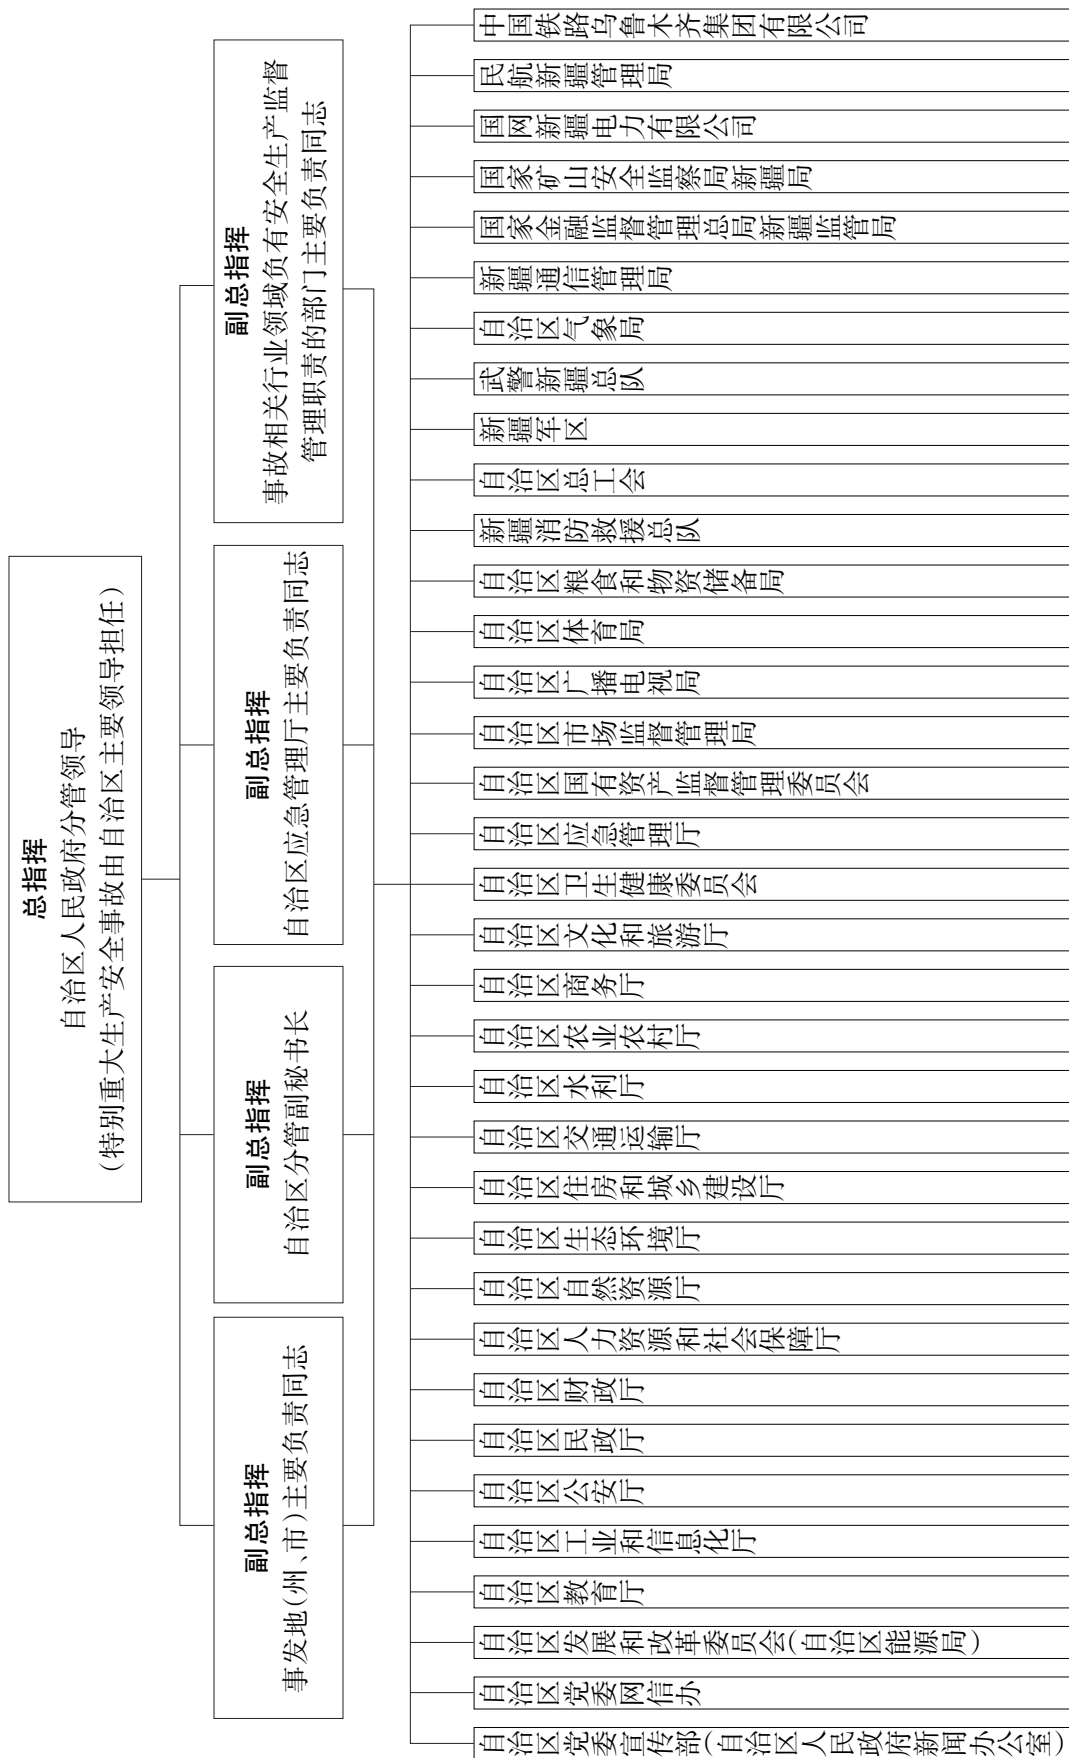 总指挥
自治区人民政府分管领导
(特别重大生产安全事故由自治区主要领导担任)
副总指挥
事发地(州、市)主要负责同志
副总指挥
自治区分管副秘书长
副总指挥
自治区应急管理厅主要负责同志
副总指挥
事故相关行业领域负有安全生产监督
管理职责的部门主要负责同志
自治区党委宣传部(自治区人民政府新闻办公室)
自治区党委网信办
自治区发展和改革委员会(自治区能源局)
自治区教育厅
自治区工业和信息化厅
自治区公安厅
自治区民政厅
自治区财政厅
自治区人力资源和社会保障厅
自治区自然资源厅
自治区生态环境厅
自治区住房和城乡建设厅
自治区交通运输厅
自治区水利厅
自治区农业农村厅
自治区商务厅
自治区文化和旅游厅
自治区卫生健康委员会
自治区应急管理厅
自治区国有资产监督管理委员会
自治区市场监督管理局
自治区广播电视局
自治区体育局
自治区粮食和物资储备局
新疆消防救援总队
自治区总工会
新疆军区
武警新疆总队
自治区气象局
新疆通信管理局
国家金融监督管理总局新疆监管局
国家矿山安全监察局新疆局
国网新疆电力有限公司
民航新疆管理局
中国铁路乌鲁木齐集团有限公司